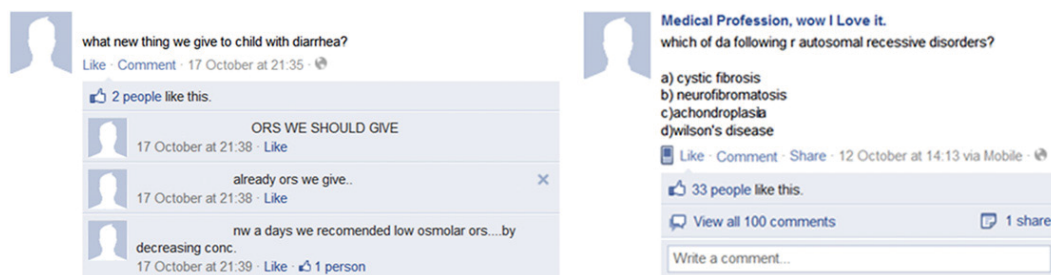 what new thing we give to child with diarrhea?
Like · Comment · 17 October at 21:35 ·
2 people like this.
ORS WE SHOULD GIVE
17 October at 21:38 · Like
already ors we give..
17 October at 21:38 · Like
nw a days we recomended low osmolar ors....by
decreasing conc.
17 October at 21:39 · Like · 1 person
Medical Profession, wow I Love it.
which of da following r autosomal recessive disorders?
a) cystic fibrosis
b) neurofibromatosis
c)achondroplasia
d)wilson's disease
Like · Comment · Share · 12 October at 14:13 via Mobile ·
33 people like this.
View all 100 comments 1 share
Write a comment...